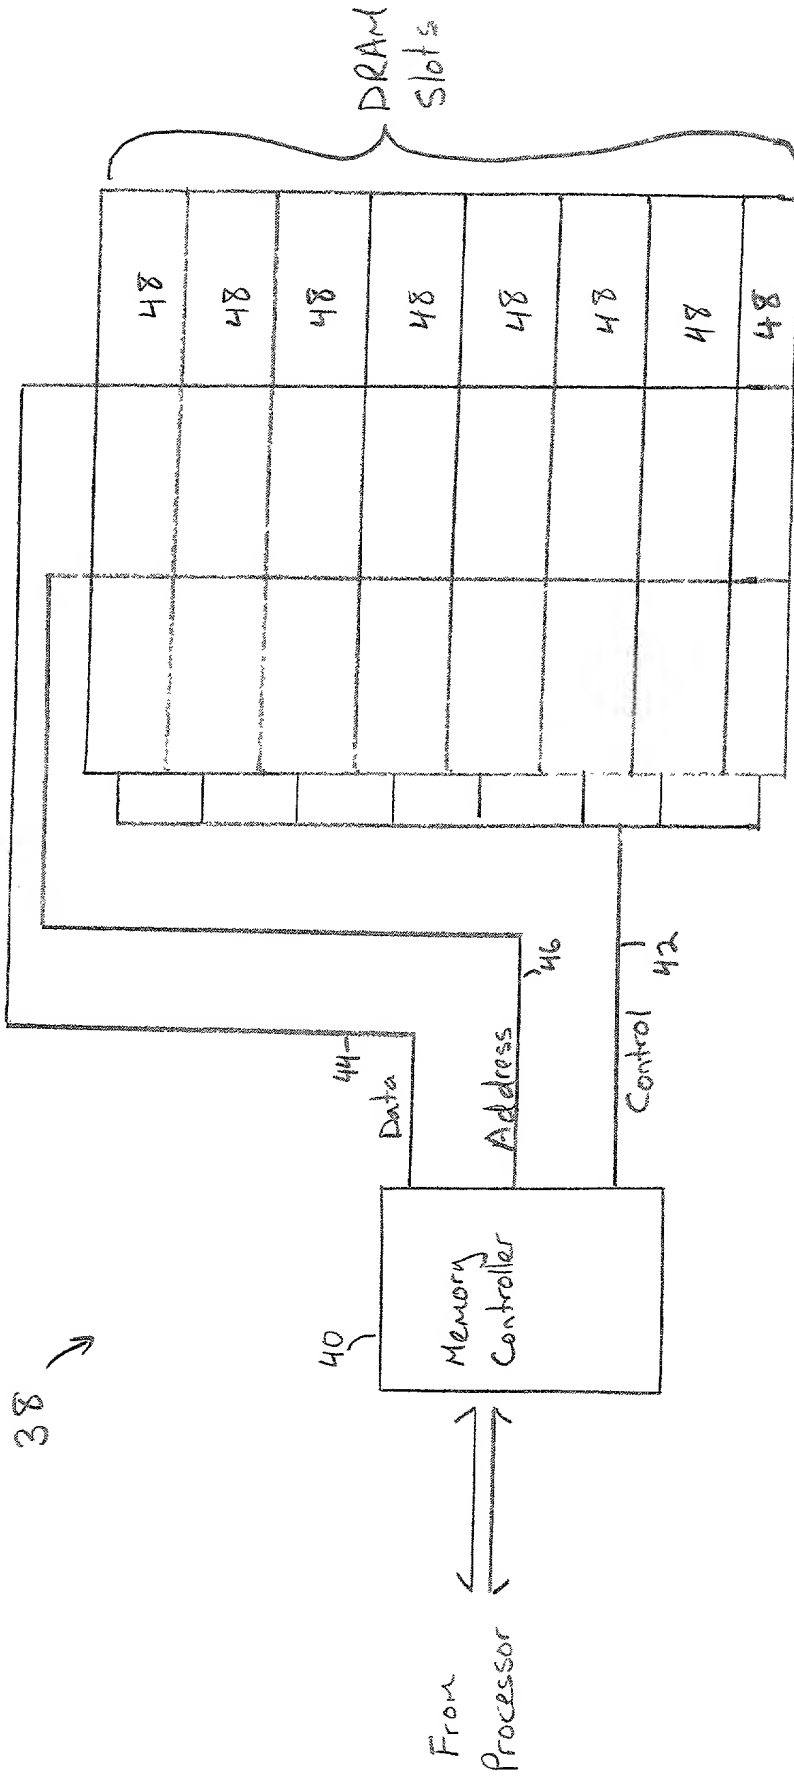 38
From
Processor
40
Memory
Controller
Data
44
Address
46
Control
42
48
48
48
48
48
48
48
48
DRAM
Slots